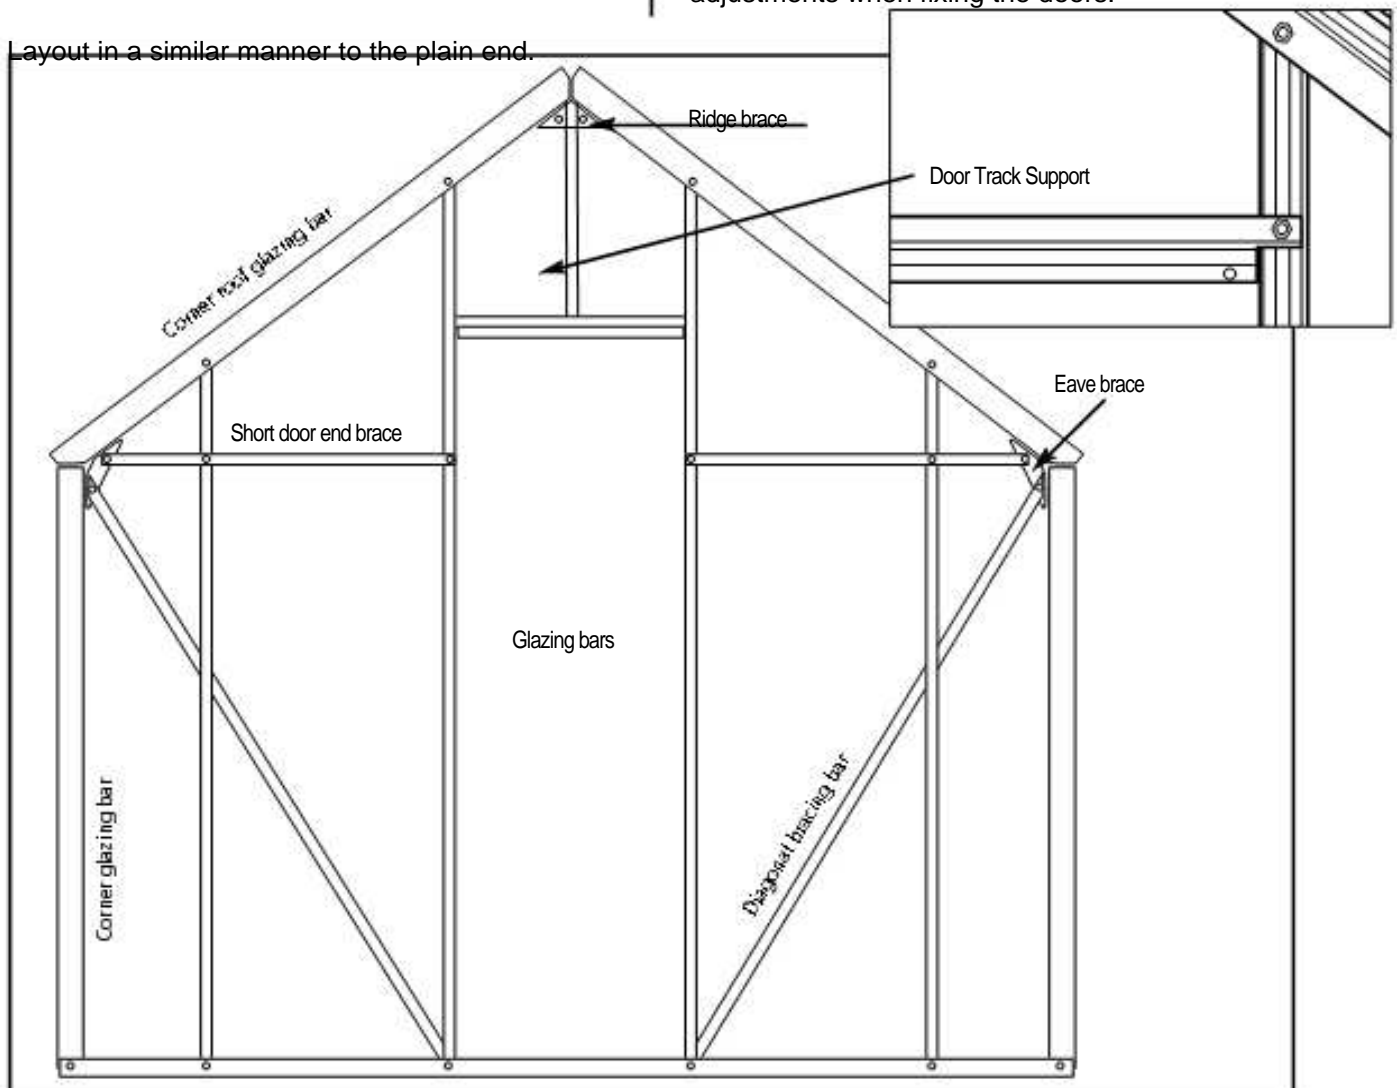 adjustments when fixing the doors.
Layout in a similar manner to the plain end.
Ridge brace
Door Track Support
Corner roof glazing bar
Eave brace
Short door end brace
Glazing bars
Corner glazing bar
Diagonal bracing bar